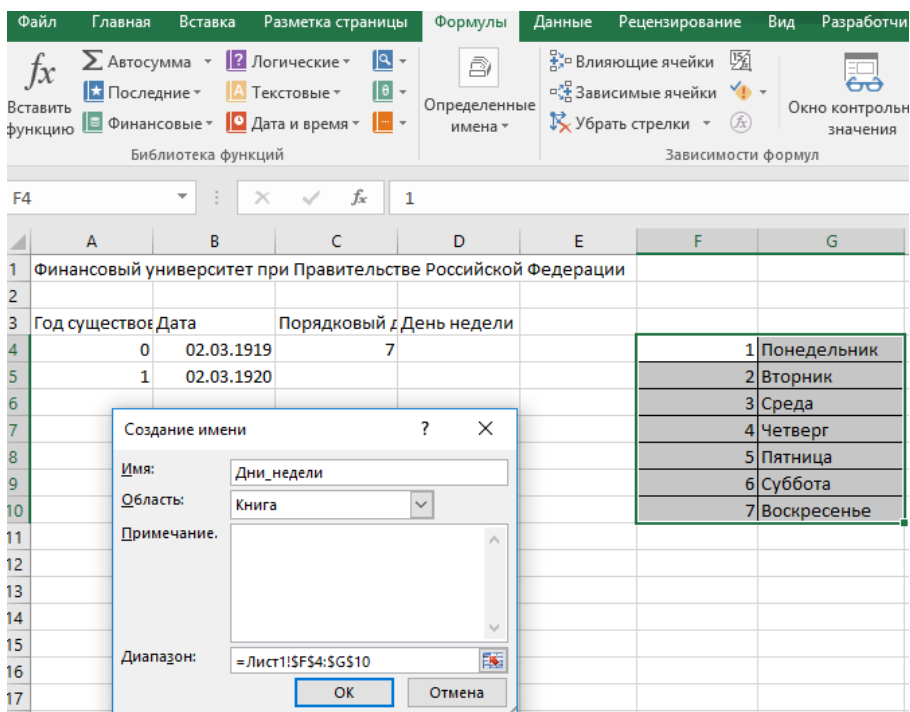 Файл Главная Вставка Разметка страницы Формулы Данные Рецензирование Вид Разработчи
fx Вставить функцию
Σ Автосумма
Последние
Финансовые
? Логические
A Текстовые
Дата и время
θ
Библиотека функций
Определенные имена
Влияющие ячейки
Зависимые ячейки
Убрать стрелки
fx
Окно контрольн
значения
Зависимости формул
F4 fx 1
A B C D E F G
1 Финансовый университет при Правительстве Российской Федерации
2
3 Год существов Дата Порядковый д День недели
4 0 02.03.1919 7 1 Понедельник
5 1 02.03.1920 2 Вторник
6 3 Среда
7 4 Четверг
8 5 Пятница
9 6 Суббота
10 7 Воскресенье
11
12
13
14
15
16
17
Создание имени ? ×
Имя: Дни_недели
Область: Книга
Примечание.
Диапазон: =Лист1!$F$4:$G$10
ОК Отмена